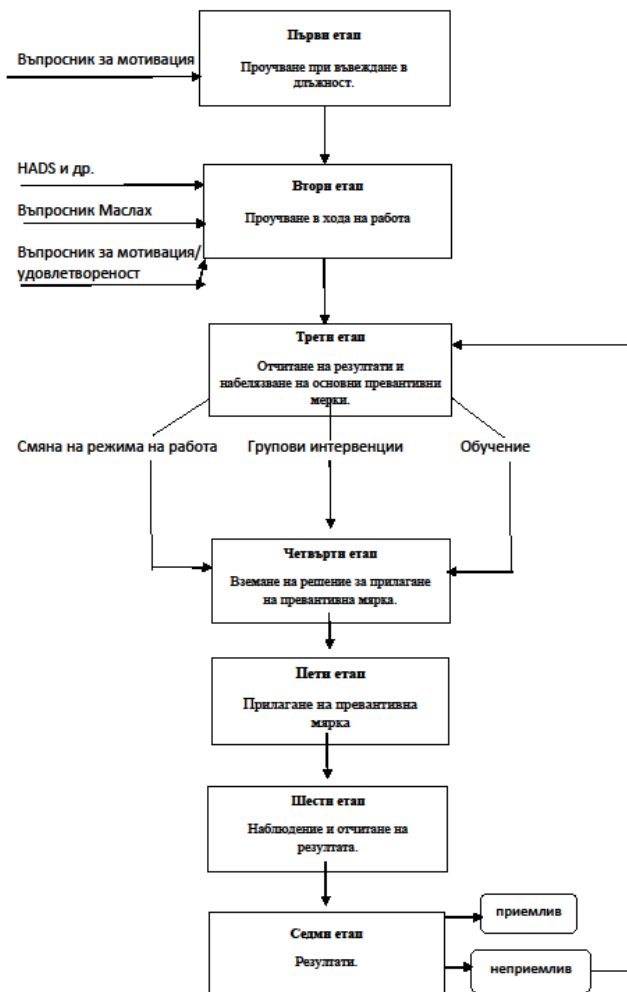 Първи етап
Въпросник за мотивация
Проучване при въвеждане в
длъжност.
HADS и др.
Втори етап
Въпросник Маслах
Проучване в хода на работа
Въпросник за мотивация/
удовлетвореност
Трети етап
Отчитане на резултати и
набелязване на основни превантивни
мерки.
Смяна на режима на работа
Групови интервенции
Обучение
Четвърти етап
Вземане на решение за прилагане
на превантивна мярка.
Пети етап
Прилагане на превантивна
мярка
Шести етап
Наблюдение и отчитане на
резултата.
приемлив
Седми етап
Резултати.
неприемлив